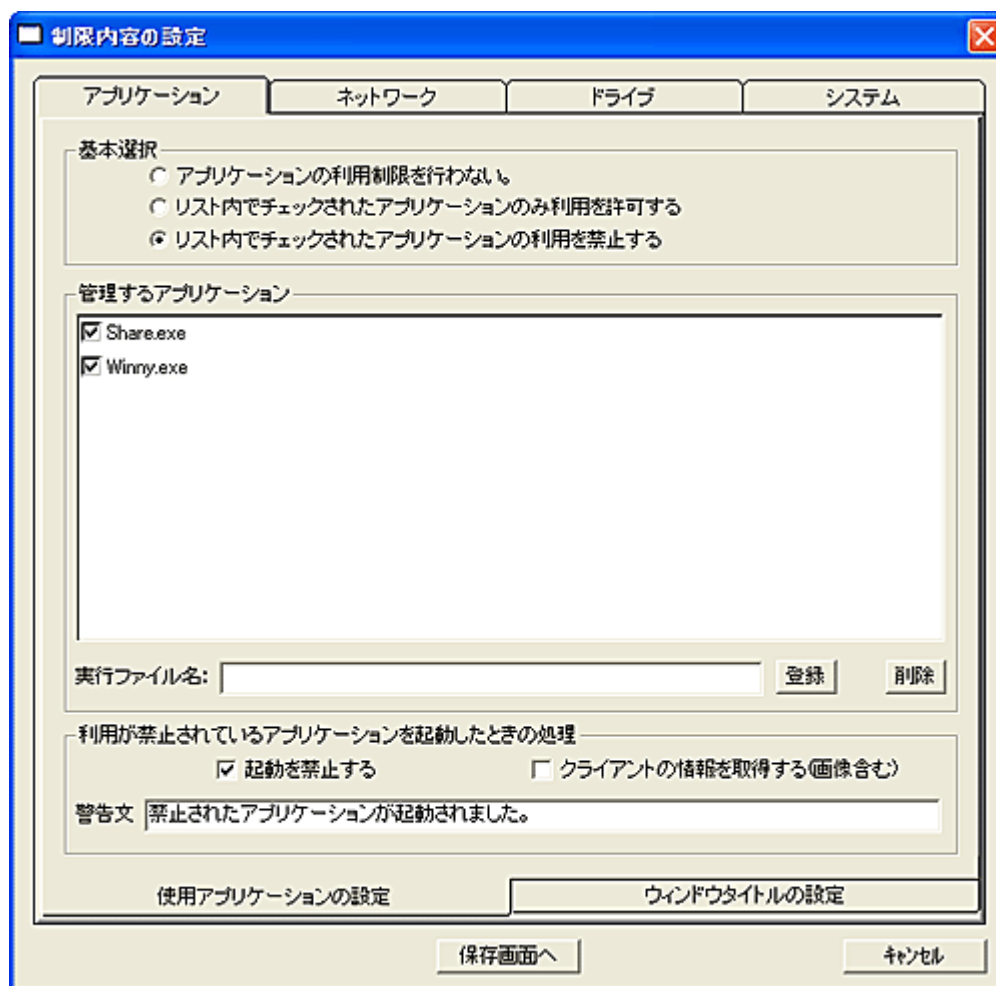 制限内容の設定
アプリケーション ネットワーク ドライブ システム
基本選択
アプリケーションの利用制限を行わない。
リスト内でチェックされたアプリケーションのみ利用を許可する
リスト内でチェックされたアプリケーションの利用を禁止する
管理するアプリケーション
Share.exe
Winny.exe
実行ファイル名: 登録 削除
利用が禁止されているアプリケーションを起動したときの処理
起動を禁止する クライアントの情報を取得する(画像含む)
警告文 禁止されたアプリケーションが起動されました。
使用アプリケーションの設定 ウィンドウタイトルの設定
保存画面へ キャンセル